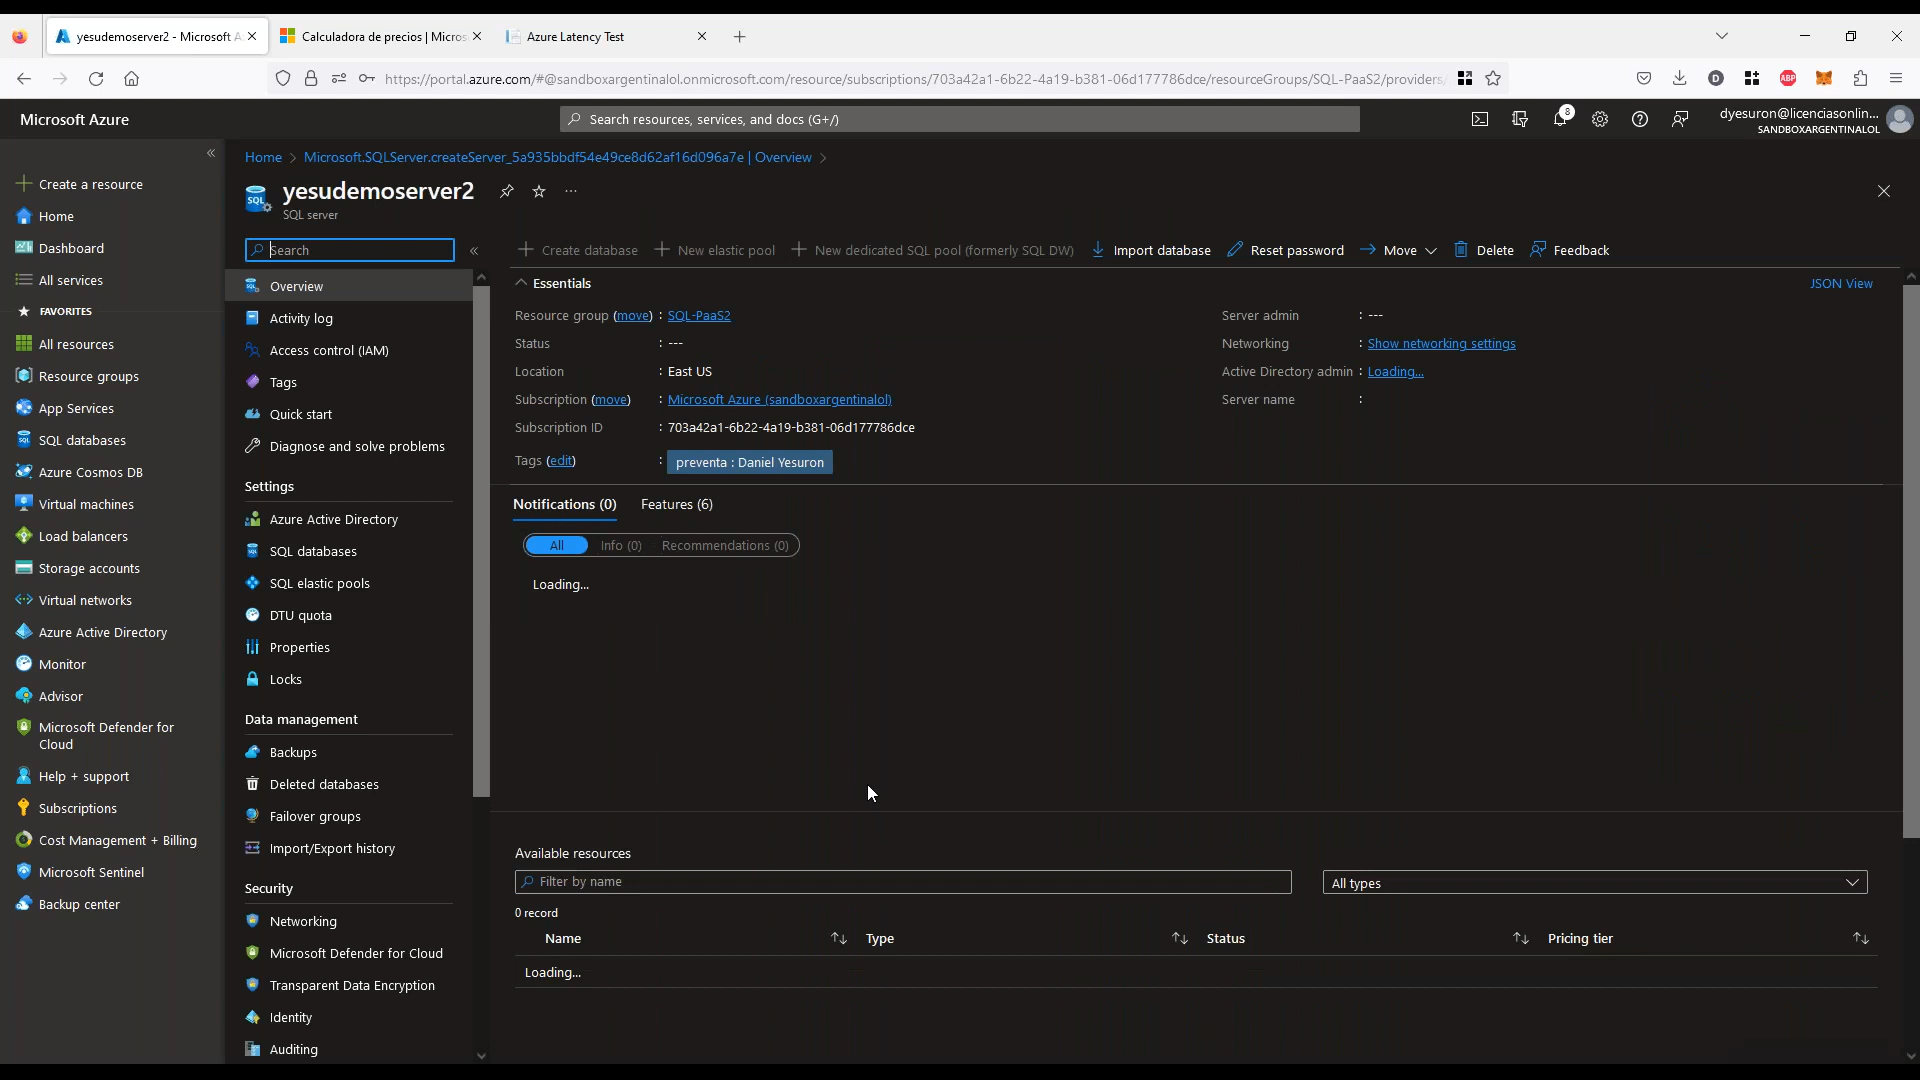 yesudemoserver2 - Microsoft A
Calculadora de precios | Micros
Azure Latency Test
https://portal.azure.com/#@sandboxargentinalol.onmicrosoft.com/resource/subscriptions/703a42a1-6b22-4a19-b381-06d177786dce/resourceGroups/SQL-PaaS2/providers/
D
ABP
Microsoft Azure
Search resources, services, and docs (G+/)
8
dyesuron@licenciasonlin...
SANDBOXARGENTINALOL
Create a resource
Home
Dashboard
All services
FAVORITES
All resources
Resource groups
App Services
SQL databases
Azure Cosmos DB
Virtual machines
Load balancers
Storage accounts
Virtual networks
Azure Active Directory
Monitor
Advisor
Microsoft Defender for
Cloud
Help + support
Subscriptions
Cost Management + Billing
Microsoft Sentinel
Backup center
Home > Microsoft.SQLServer.createServer_5a935bbdf54e49ce8d62af16d096a7e | Overview >
SQL
yesudemoserver2
SQL server
Search
Overview
Activity log
Access control (IAM)
Tags
Quick start
Diagnose and solve problems
Settings
Azure Active Directory
SQL databases
SQL elastic pools
DTU quota
Properties
Locks
Data management
Backups
Deleted databases
Failover groups
Import/Export history
Security
Networking
Microsoft Defender for Cloud
Transparent Data Encryption
Identity
Auditing
Create database
New elastic pool
New dedicated SQL pool (formerly SQL DW)
Import database
Reset password
Move
Delete
Feedback
Essentials
JSON View
Resource group (move) : SQL-PaaS2
Status : ---
Location : East US
Subscription (move) : Microsoft Azure (sandboxargentinalol)
Subscription ID : 703a42a1-6b22-4a19-b381-06d177786dce
Tags (edit) : preventa : Daniel Yesuron
Server admin : ---
Networking : Show networking settings
Active Directory admin : Loading...
Server name :
Notifications (0)
Features (6)
All
Info (0)
Recommendations (0)
Loading...
Available resources
Filter by name
All types
0 record
Name
Type
Status
Pricing tier
Loading...